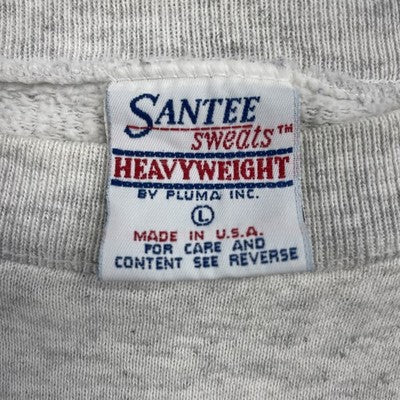 SANTEE
sweats™
HEAVYWEIGHT
BY PLUMA INC.
L
MADE IN U.S.A.
FOR CARE AND
CONTENT SEE REVERSE